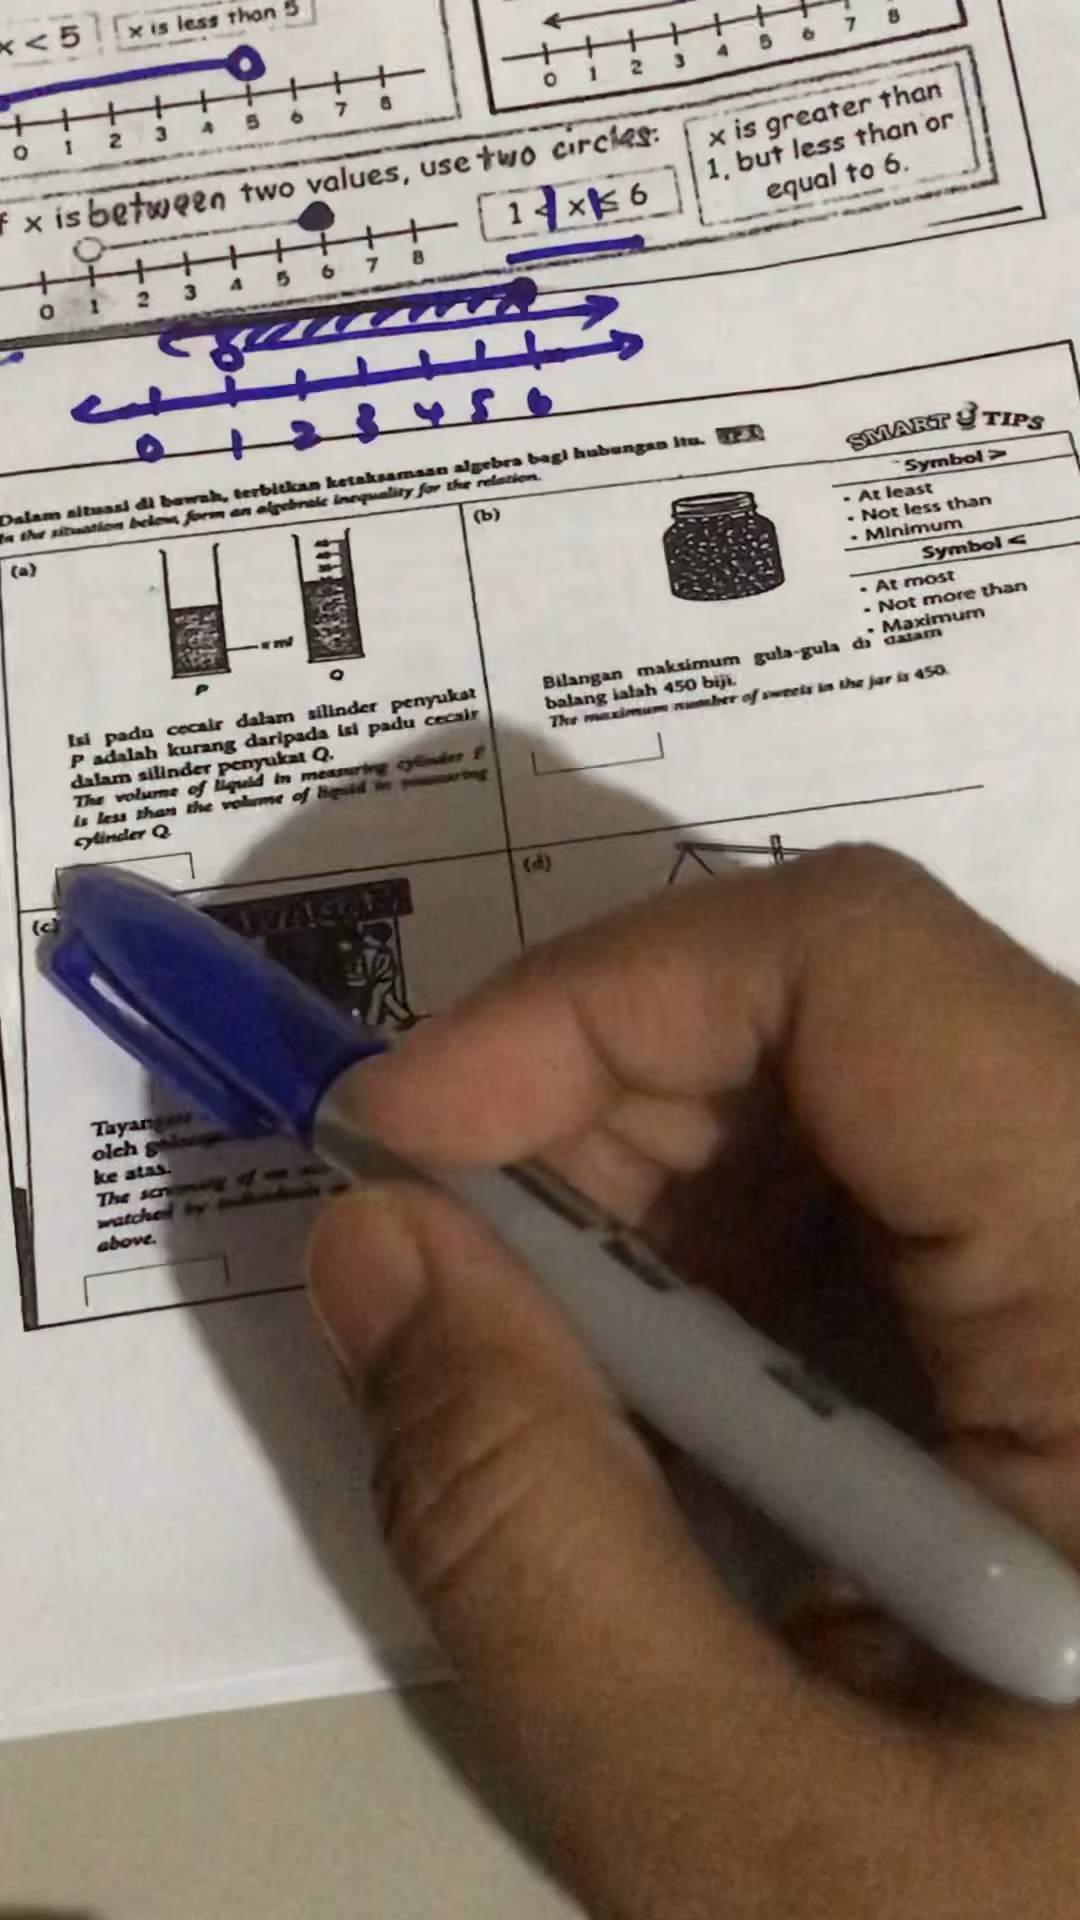 x < 5
x is less than 5
0 1 2 3 4 5 6 7 8
0 1 2 3 4 5 6 7 8
f x is between two values, use two circles:
1 < x ≤ 6
x is greater than
1, but less than or
equal to 6.
0 1 2 3 4 5 6 7 8
0 1 2 3 4 5 6
Dalam situasi di bawah, terbitkan ketaksamaan algebra bagi hubungan itu.
In the situation below, form an algebraic inequality for the relation.
SMART TIPS
Symbol >
• At least
• Not less than
• Minimum
Symbol <
• At most
• Not more than
• Maximum
(a)
x ml
P
Q
Isi padu cecair dalam silinder penyukat
P adalah kurang daripada isi padu cecair
dalam silinder penyukat Q.
The volume of liquid in measuring cylinder P
is less than the volume of liquid in measuring
cylinder Q.
(b)
Bilangan maksimum gula-gula di dalam
balang ialah 450 biji.
The maximum number of sweets in the jar is 450.
(c)
oleh
ke atas.
The screening of an
watched by individuals
above.
(d)